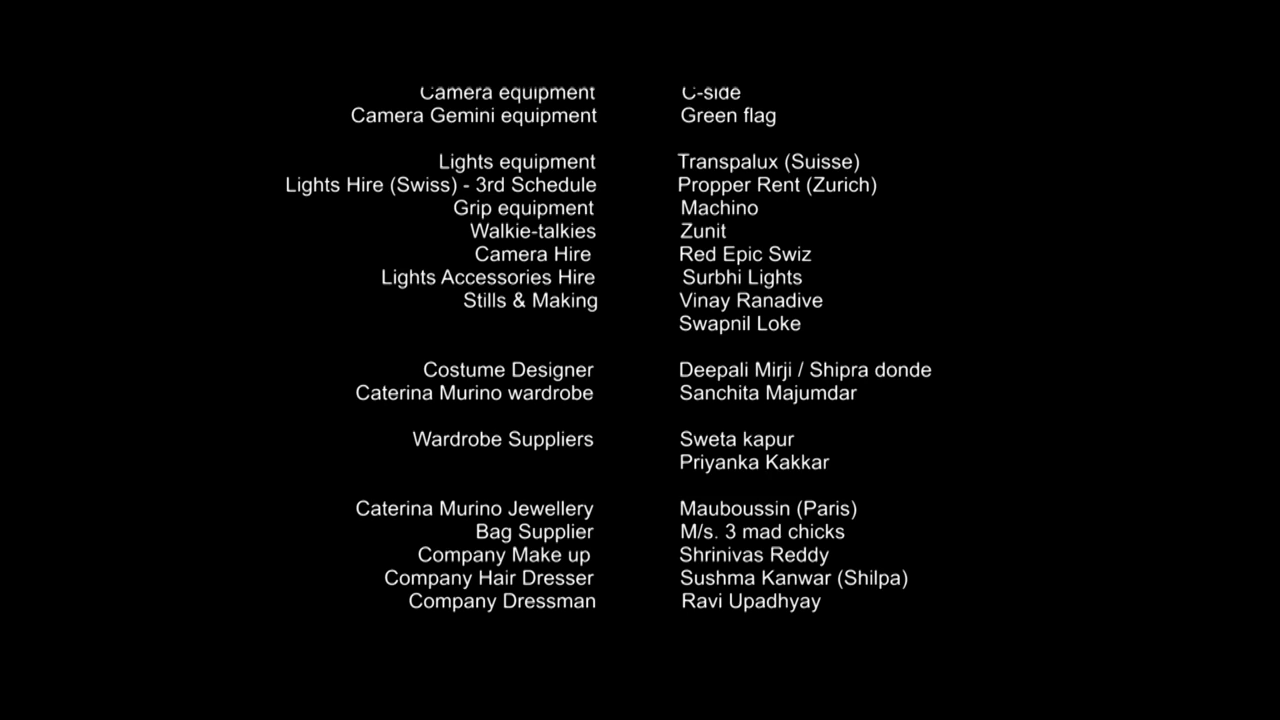 Camera equipment C-side
Camera Gemini equipment Green flag
Lights equipment Transpalux (Suisse)
Lights Hire (Swiss) - 3rd Schedule Propper Rent (Zurich)
Grip equipment Machino
Walkie-talkies Zunit
Camera Hire Red Epic Swiz
Lights Accessories Hire Surbhi Lights
Stills & Making Vinay Ranadive
Swapnil Loke
Costume Designer Deepali Mirji / Shipra donde
Caterina Murino wardrobe Sanchita Majumdar
Wardrobe Suppliers Sweta kapur
Priyanka Kakkar
Caterina Murino Jewellery Mauboussin (Paris)
Bag Supplier M/s. 3 mad chicks
Company Make up Shrinivas Reddy
Company Hair Dresser Sushma Kanwar (Shilpa)
Company Dressman Ravi Upadhyay